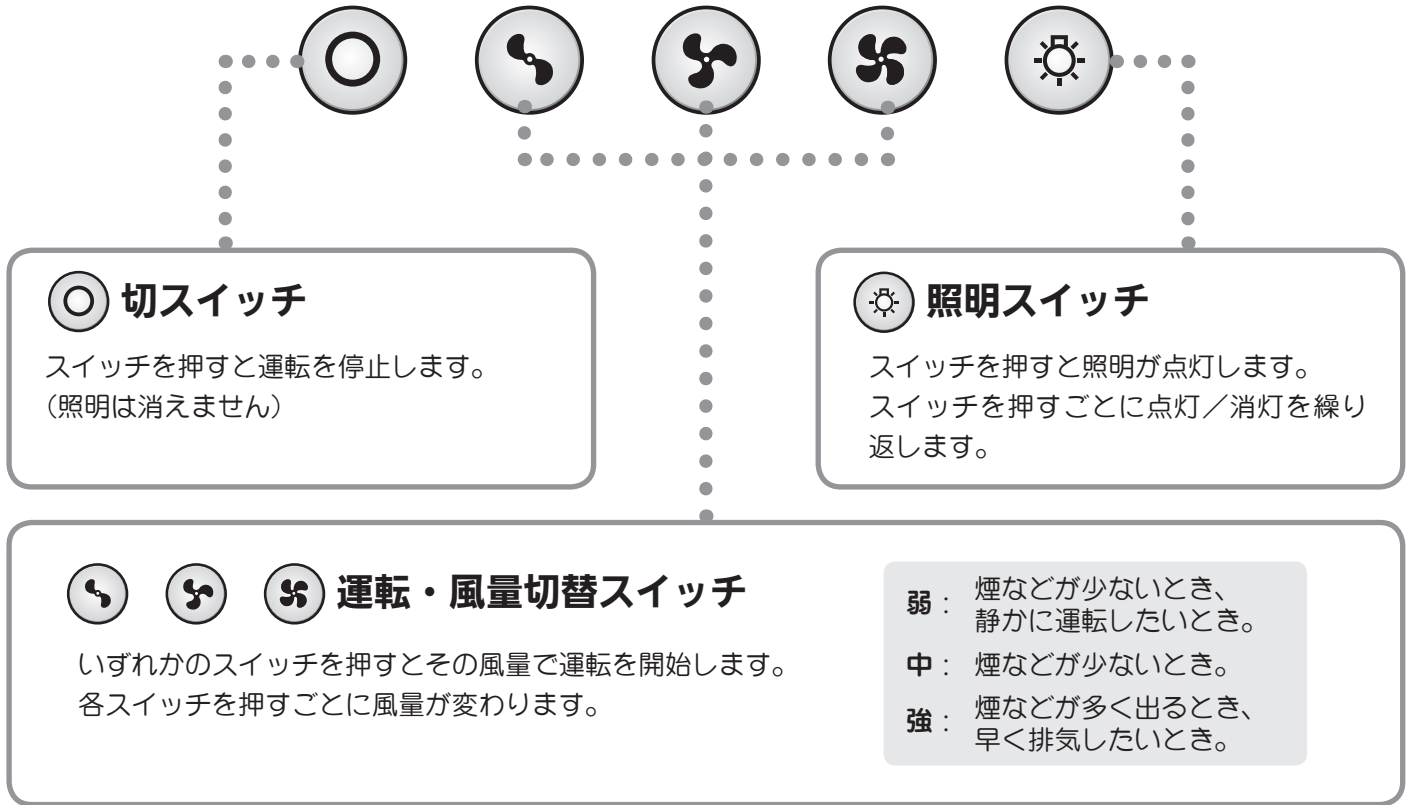 切スイッチ
スイッチを押すと運転を停止します。
（照明は消えません）
照明スイッチ
スイッチを押すと照明が点灯します。
スイッチを押すごとに点灯／消灯を繰り
返します。
運転・風量切替スイッチ
いずれかのスイッチを押すとその風量で運転を開始します。
各スイッチを押すごとに風量が変わります。
弱： 煙などが少ないとき、
静かに運転したいとき。
中： 煙などが少ないとき。
強： 煙などが多く出るとき、
早く排気したいとき。